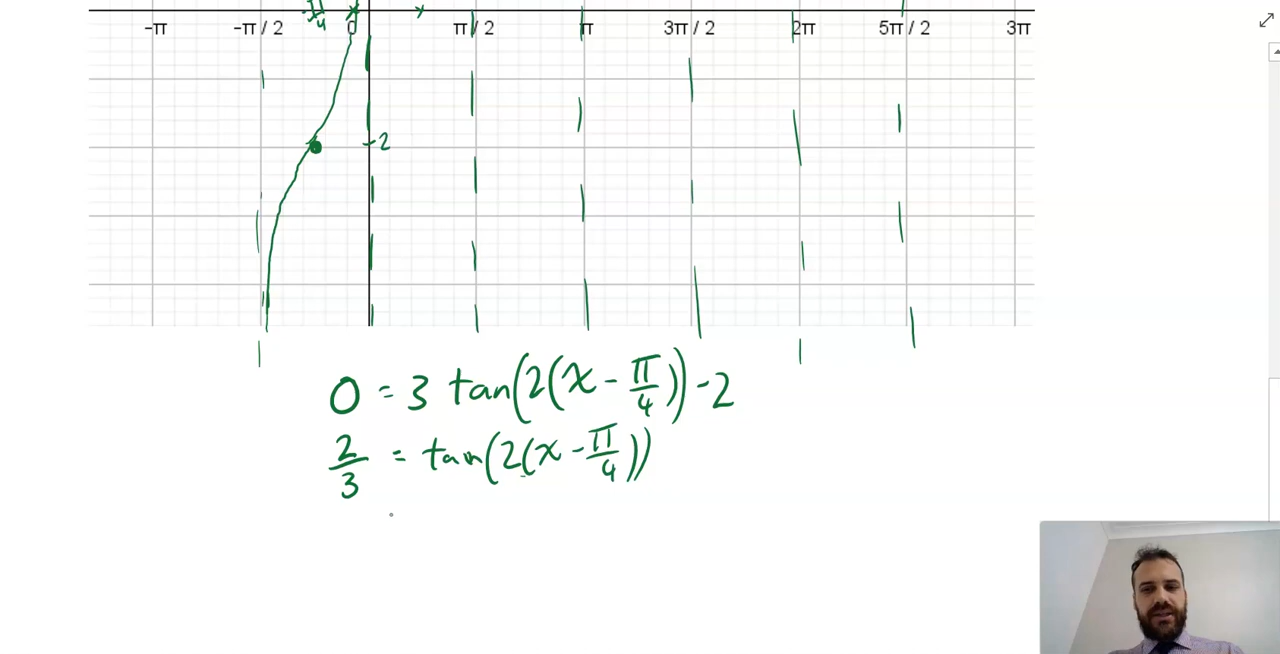 -π/4
-π -π / 2 0 π / 2 π 3π / 2 2π 5π / 2 3π
-2
0 = 3 tan(2(x - π/4)) - 2
2/3 = tan(2(x - π/4))